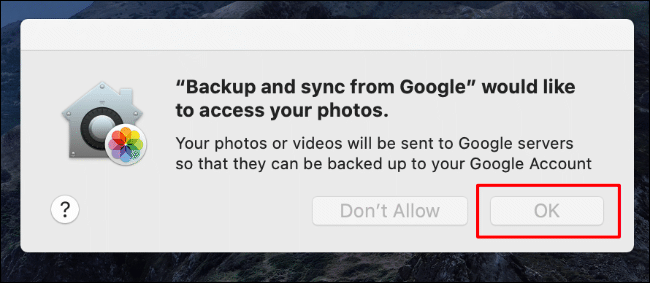 “Backup and sync from Google” would like
to access your photos.
Your photos or videos will be sent to Google servers
so that they can be backed up to your Google Account
?
Don’t Allow
OK